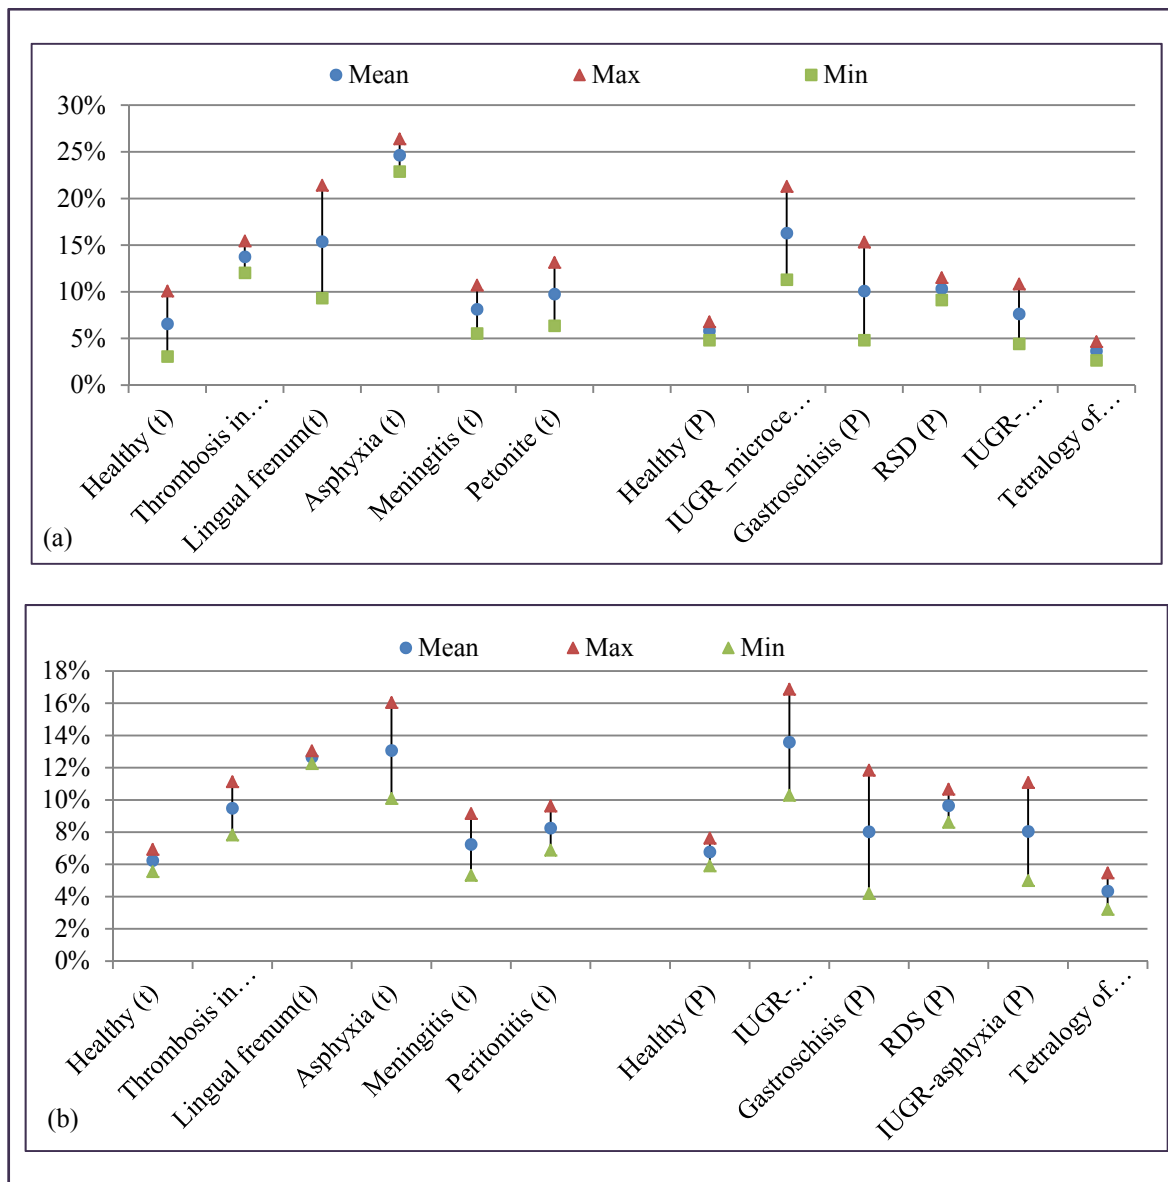 Mean Max Min
30%
25%
20%
15%
10%
5%
0%
Healthy (t)
Thrombosis in…
Lingual frenum(t)
Asphyxia (t)
Meningitis (t)
Petonite (t)
Healthy (P)
IUGR_microce…
Gastroschisis (P)
RSD (P)
IUGR-…
Tetralogy of…
(a)
Mean Max Min
18%
16%
14%
12%
10%
8%
6%
4%
2%
0%
Healthy (t)
Thrombosis in…
Lingual frenum(t)
Asphyxia (t)
Meningitis (t)
Peritonitis (t)
Healthy (P)
IUGR-…
Gastroschisis (P)
RDS (P)
IUGR-asphyxia (P)
Tetralogy of…
(b)